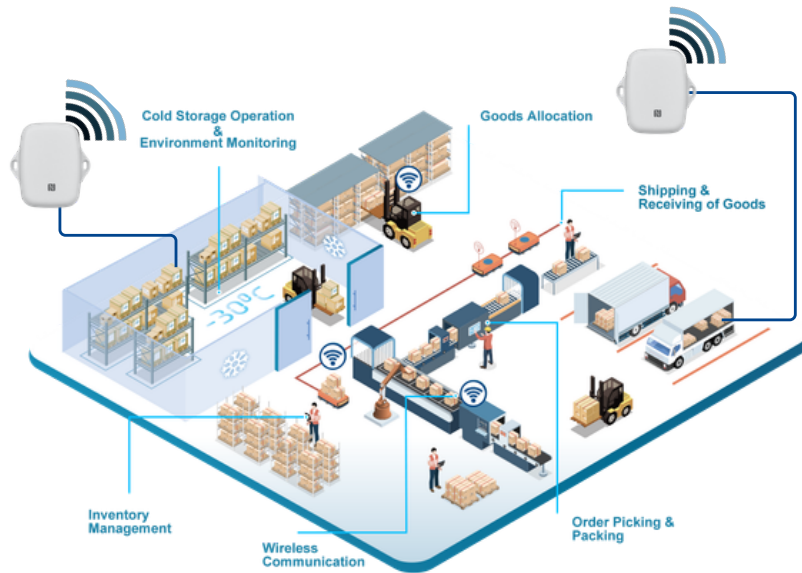 Cold Storage Operation
&
Environment Monitoring
Goods Allocation
Shipping &
Receiving of Goods
-30°C
Inventory
Management
Wireless
Communication
Order Picking &
Packing